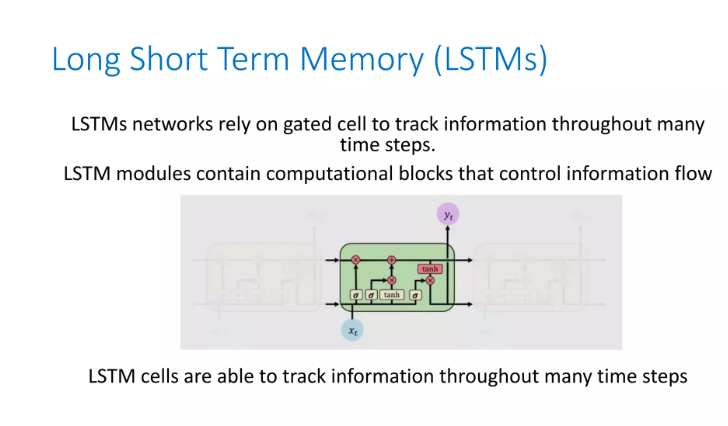 Long Short Term Memory (LSTMs)
LSTMs networks rely on gated cell to track information throughout many
time steps.
LSTM modules contain computational blocks that control information flow
yₜ
tanh
σ σ tanh σ
xₜ
LSTM cells are able to track information throughout many time steps